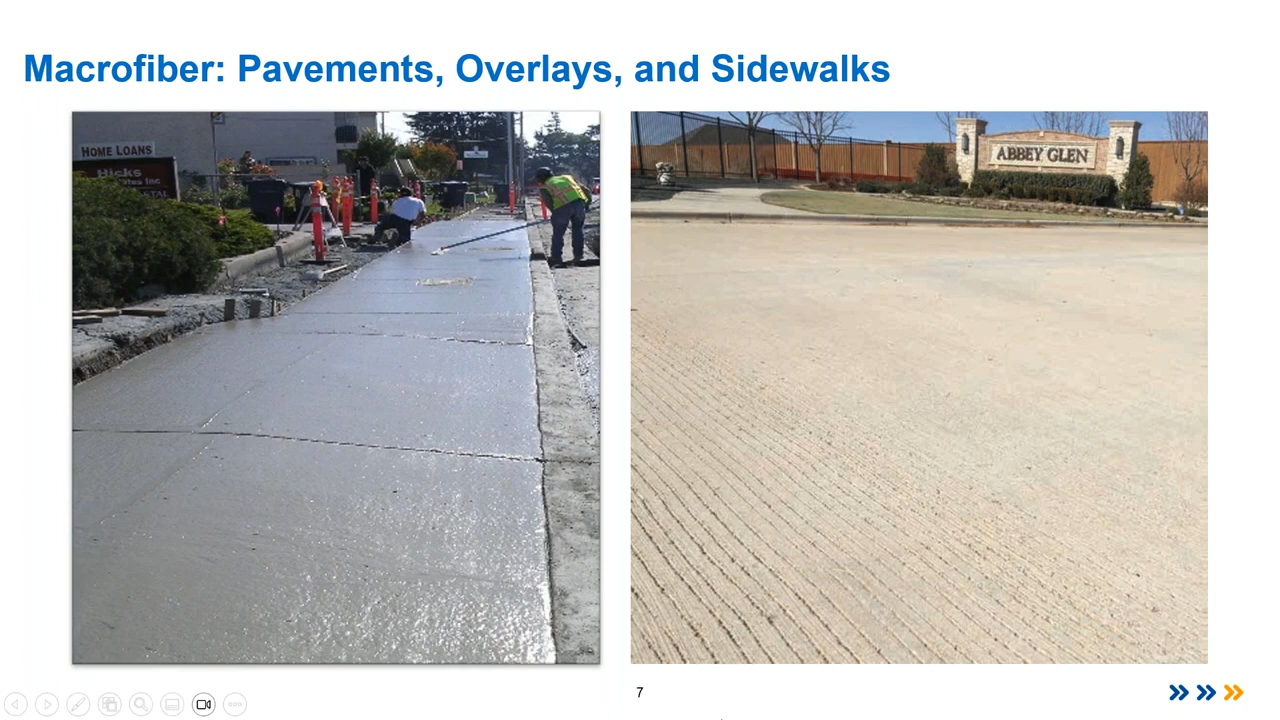 Macrofiber: Pavements, Overlays, and Sidewalks
HOME LOANS
Hicks
ABBEY GLEN
7